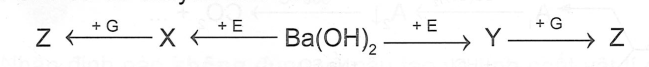 Z ⟵(+ G) X ⟵(+ E) Ba(OH)₂ ⟶(+ E) Y ⟶(+ G) Z